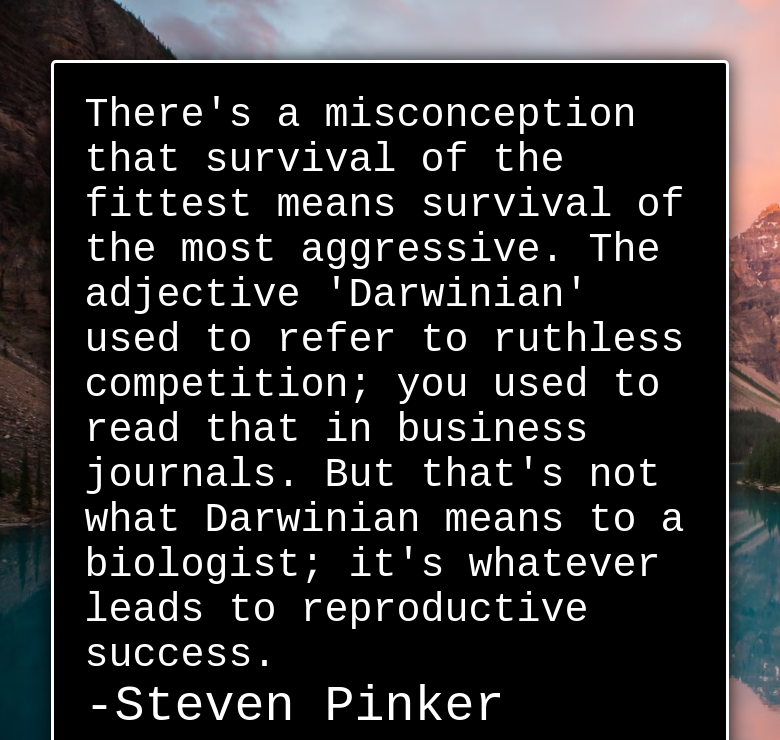 There's a misconception
that survival of the
fittest means survival of
the most aggressive. The
adjective 'Darwinian'
used to refer to ruthless
competition; you used to
read that in business
journals. But that's not
what Darwinian means to a
biologist; it's whatever
leads to reproductive
success.
-Steven Pinker